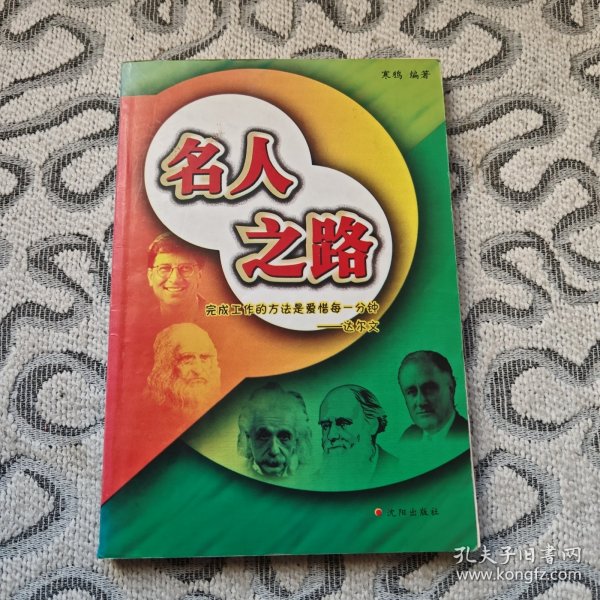 寒鸦 编著
名人
之路
完成工作的方法是爱惜每一分钟
——达尔文
沈阳出版社
孔夫子旧书网
www.kongfz.com